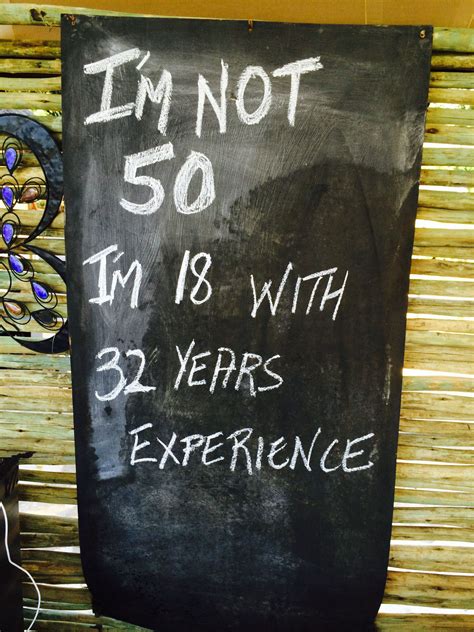 I'M NOT
50
I'M 18 WITH
32 YEARS
EXPERIENCE